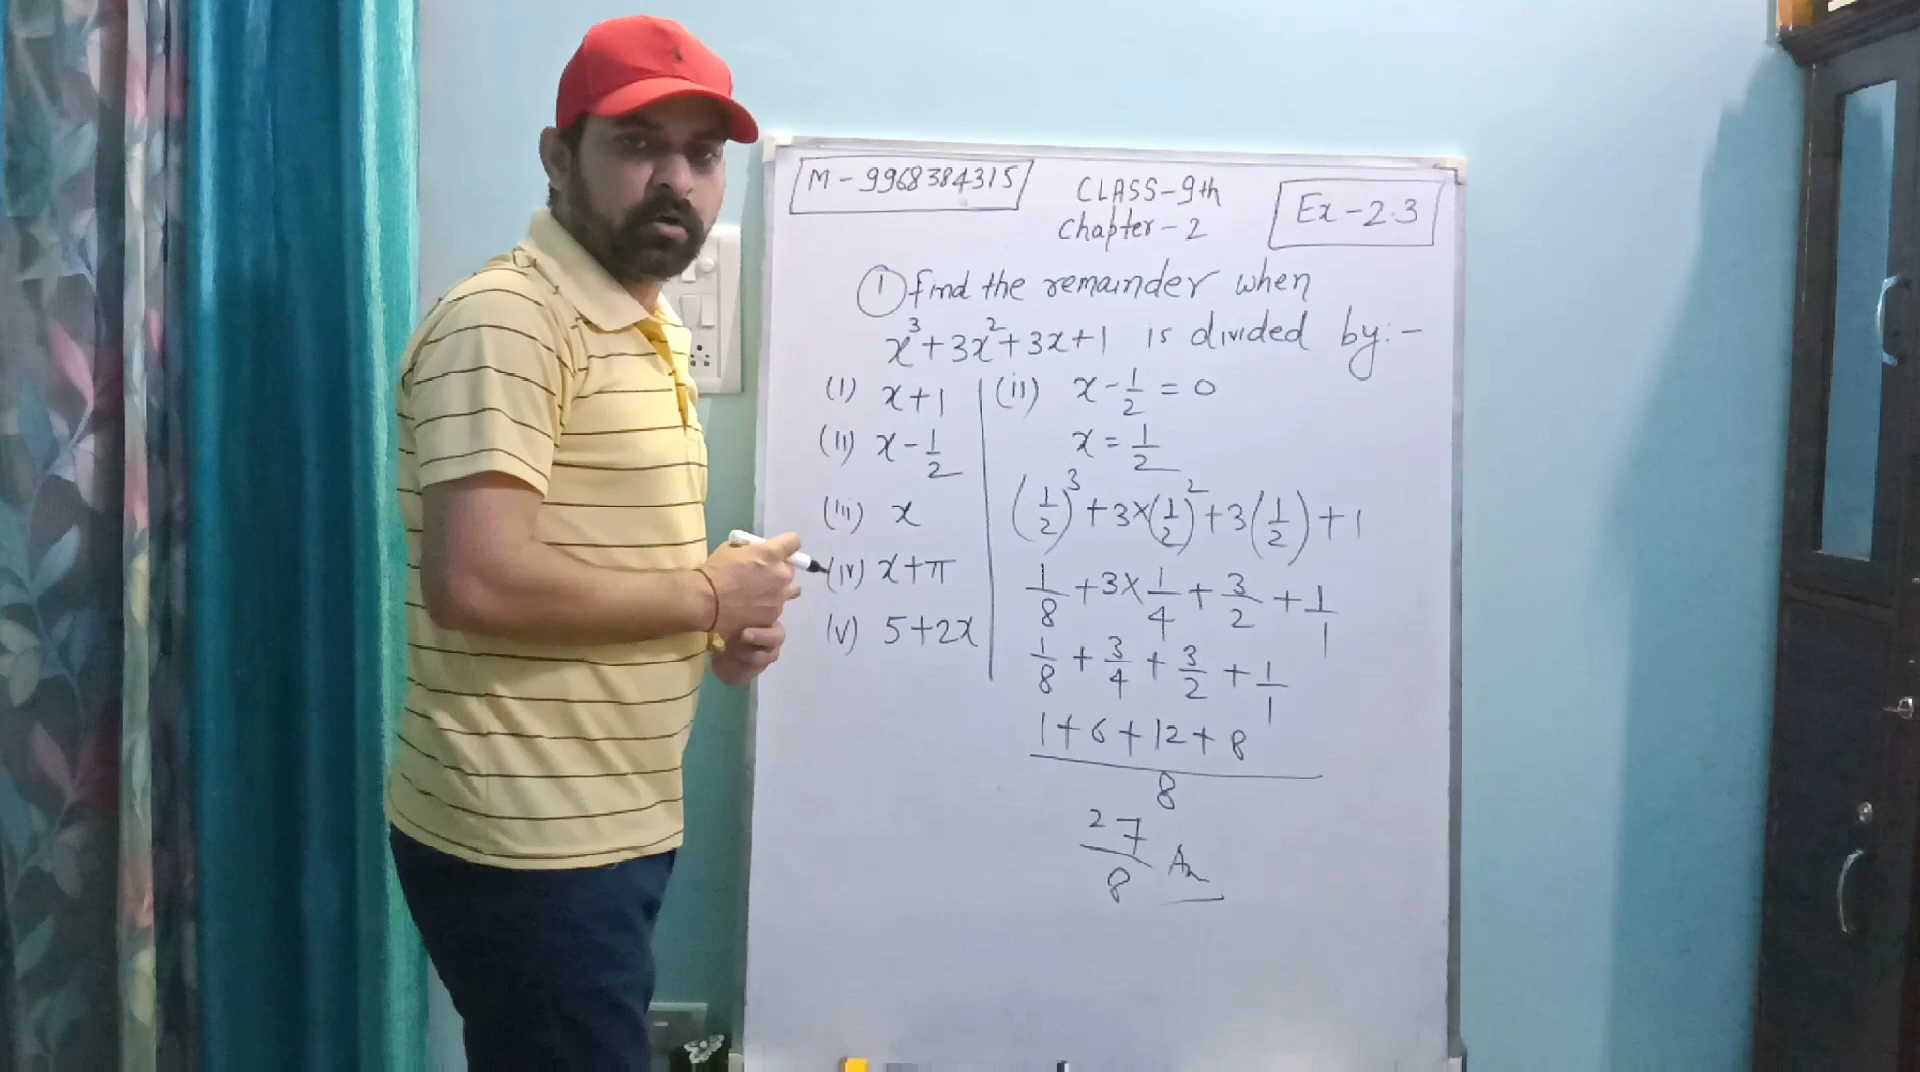 M - 9968384315
CLASS-9th
Chapter-2
Ex-2.3
① find the remainder when
x³+3x²+3x+1 is divided by:-
(i) x+1
(ii) x-1/2
(iii) x
(iv) x+π
(v) 5+2x
(ii) x-1/2=0
x=1/2
(1/2)³+3×(1/2)²+3(1/2)+1
1/8+3×1/4+3/2+1/1
1/8+3/4+3/2+1/1
1+6+12+8
8
27/8 An